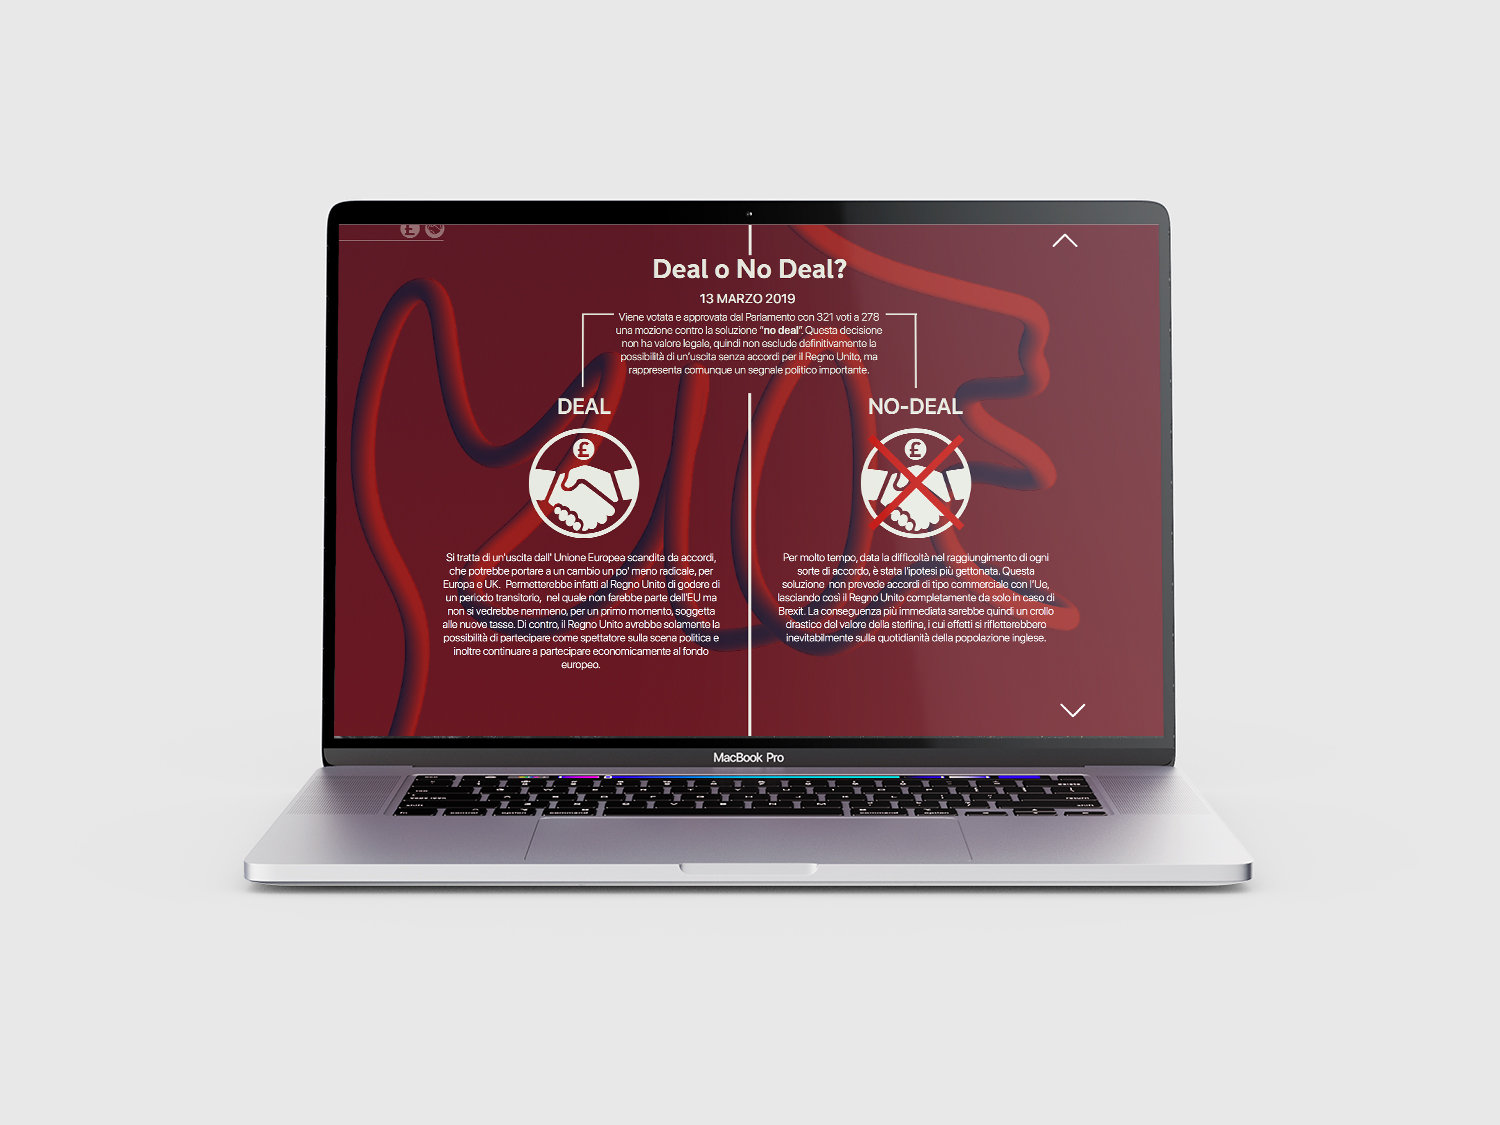 Deal o No Deal?
13 MARZO 2019
Viene votata e approvata dal Parlamento con 321 voti a 278
una mozione contro la soluzione "no deal". Questa decisione
non ha valore legale, quindi non esclude definitivamente la
possibilità di un'uscita senza accordi per il Regno Unito, ma
rappresenta comunque un segnale politico importante.
DEAL
£
Si tratta di un'uscita dall' Unione Europea scandita da accordi,
che potrebbe portare a un cambio un po' meno radicale, per
Europa e UK. Permetterebbe infatti al Regno Unito di godere di
un periodo transitorio, nel quale non farebbe parte dell'EU ma
non si vedrebbe nemmeno, per un primo momento, soggetta
alle nuove tasse. Di contro, il Regno Unito avrebbe solamente la
possibilità di partecipare come spettatore sulla scena politica e
inoltre continuare a partecipare economicamente al fondo
europeo.
NO-DEAL
£
Per molto tempo, data la difficoltà nel raggiungimento di ogni
sorte di accordo, è stata l'ipotesi più gettonata. Questa
soluzione non prevede accordi di tipo commerciale con l'Ue,
lasciando così il Regno Unito completamente da solo in caso di
Brexit. La conseguenza più immediata sarebbe quindi un crollo
drastico del valore della sterlina, i cui effetti si rifletterebbero
inevitabilmente sulla quotidianità della popolazione inglese.
MacBook Pro